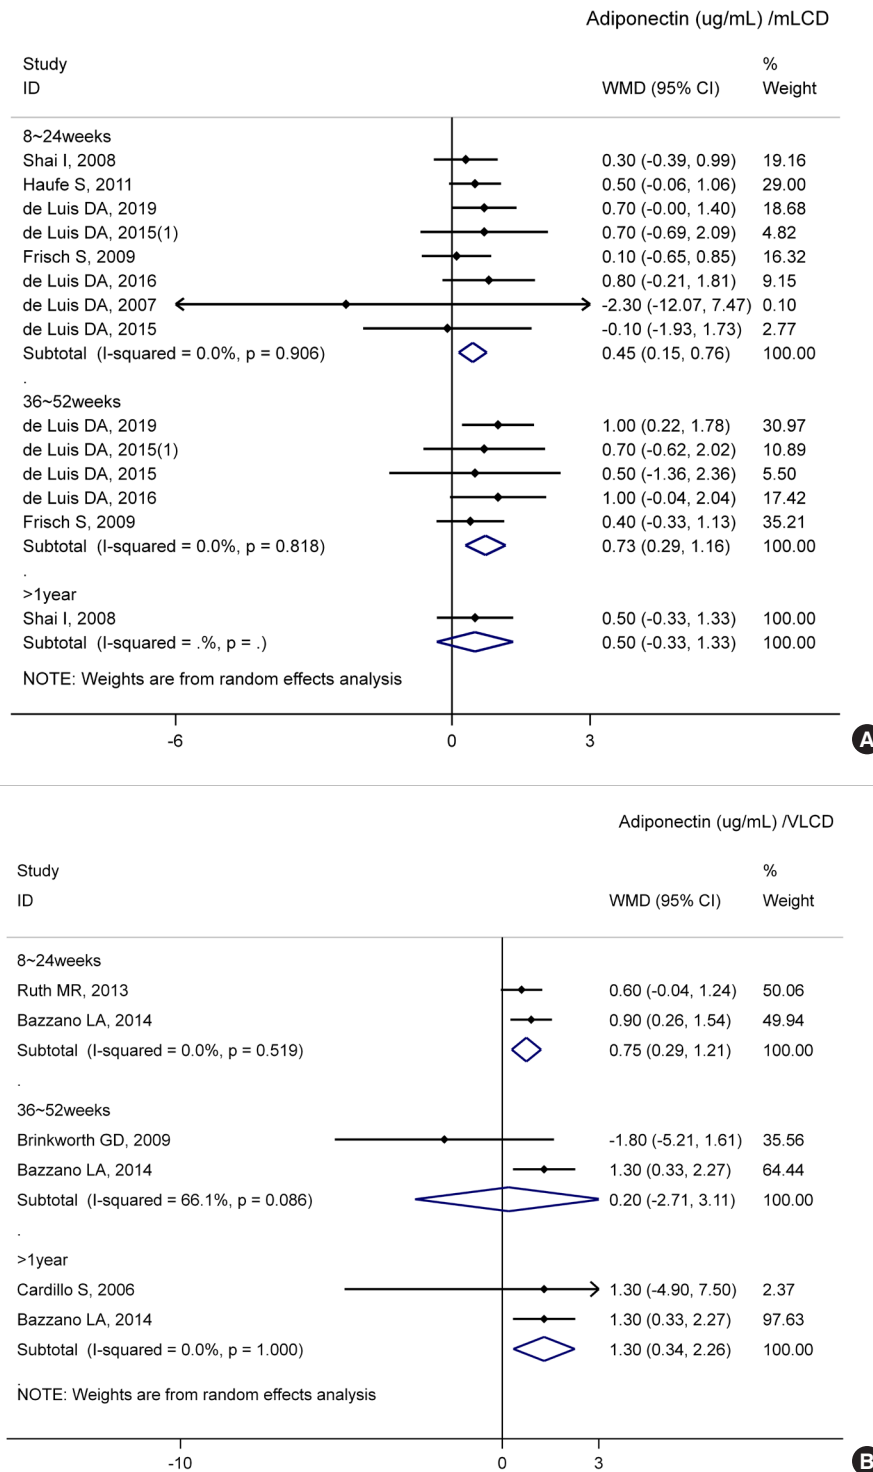 Adiponectin (ug/mL) /mLCD
Study %
ID WMD (95% CI) Weight
8~24weeks
Shai I, 2008 0.30 (-0.39, 0.99) 19.16
Haufe S, 2011 0.50 (-0.06, 1.06) 29.00
de Luis DA, 2019 0.70 (-0.00, 1.40) 18.68
de Luis DA, 2015(1) 0.70 (-0.69, 2.09) 4.82
Frisch S, 2009 0.10 (-0.65, 0.85) 16.32
de Luis DA, 2016 0.80 (-0.21, 1.81) 9.15
de Luis DA, 2007 -2.30 (-12.07, 7.47) 0.10
de Luis DA, 2015 -0.10 (-1.93, 1.73) 2.77
Subtotal (I-squared = 0.0%, p = 0.906) 0.45 (0.15, 0.76) 100.00
.
36~52weeks
de Luis DA, 2019 1.00 (0.22, 1.78) 30.97
de Luis DA, 2015(1) 0.70 (-0.62, 2.02) 10.89
de Luis DA, 2015 0.50 (-1.36, 2.36) 5.50
de Luis DA, 2016 1.00 (-0.04, 2.04) 17.42
Frisch S, 2009 0.40 (-0.33, 1.13) 35.21
Subtotal (I-squared = 0.0%, p = 0.818) 0.73 (0.29, 1.16) 100.00
.
>1year
Shai I, 2008 0.50 (-0.33, 1.33) 100.00
Subtotal (I-squared = .%, p = .) 0.50 (-0.33, 1.33) 100.00
NOTE: Weights are from random effects analysis
-6 0 3
A
Adiponectin (ug/mL) /VLCD
Study %
ID WMD (95% CI) Weight
8~24weeks
Ruth MR, 2013 0.60 (-0.04, 1.24) 50.06
Bazzano LA, 2014 0.90 (0.26, 1.54) 49.94
Subtotal (I-squared = 0.0%, p = 0.519) 0.75 (0.29, 1.21) 100.00
.
36~52weeks
Brinkworth GD, 2009 -1.80 (-5.21, 1.61) 35.56
Bazzano LA, 2014 1.30 (0.33, 2.27) 64.44
Subtotal (I-squared = 66.1%, p = 0.086) 0.20 (-2.71, 3.11) 100.00
.
>1year
Cardillo S, 2006 1.30 (-4.90, 7.50) 2.37
Bazzano LA, 2014 1.30 (0.33, 2.27) 97.63
Subtotal (I-squared = 0.0%, p = 1.000) 1.30 (0.34, 2.26) 100.00
.
NOTE: Weights are from random effects analysis
-10 0 3
B